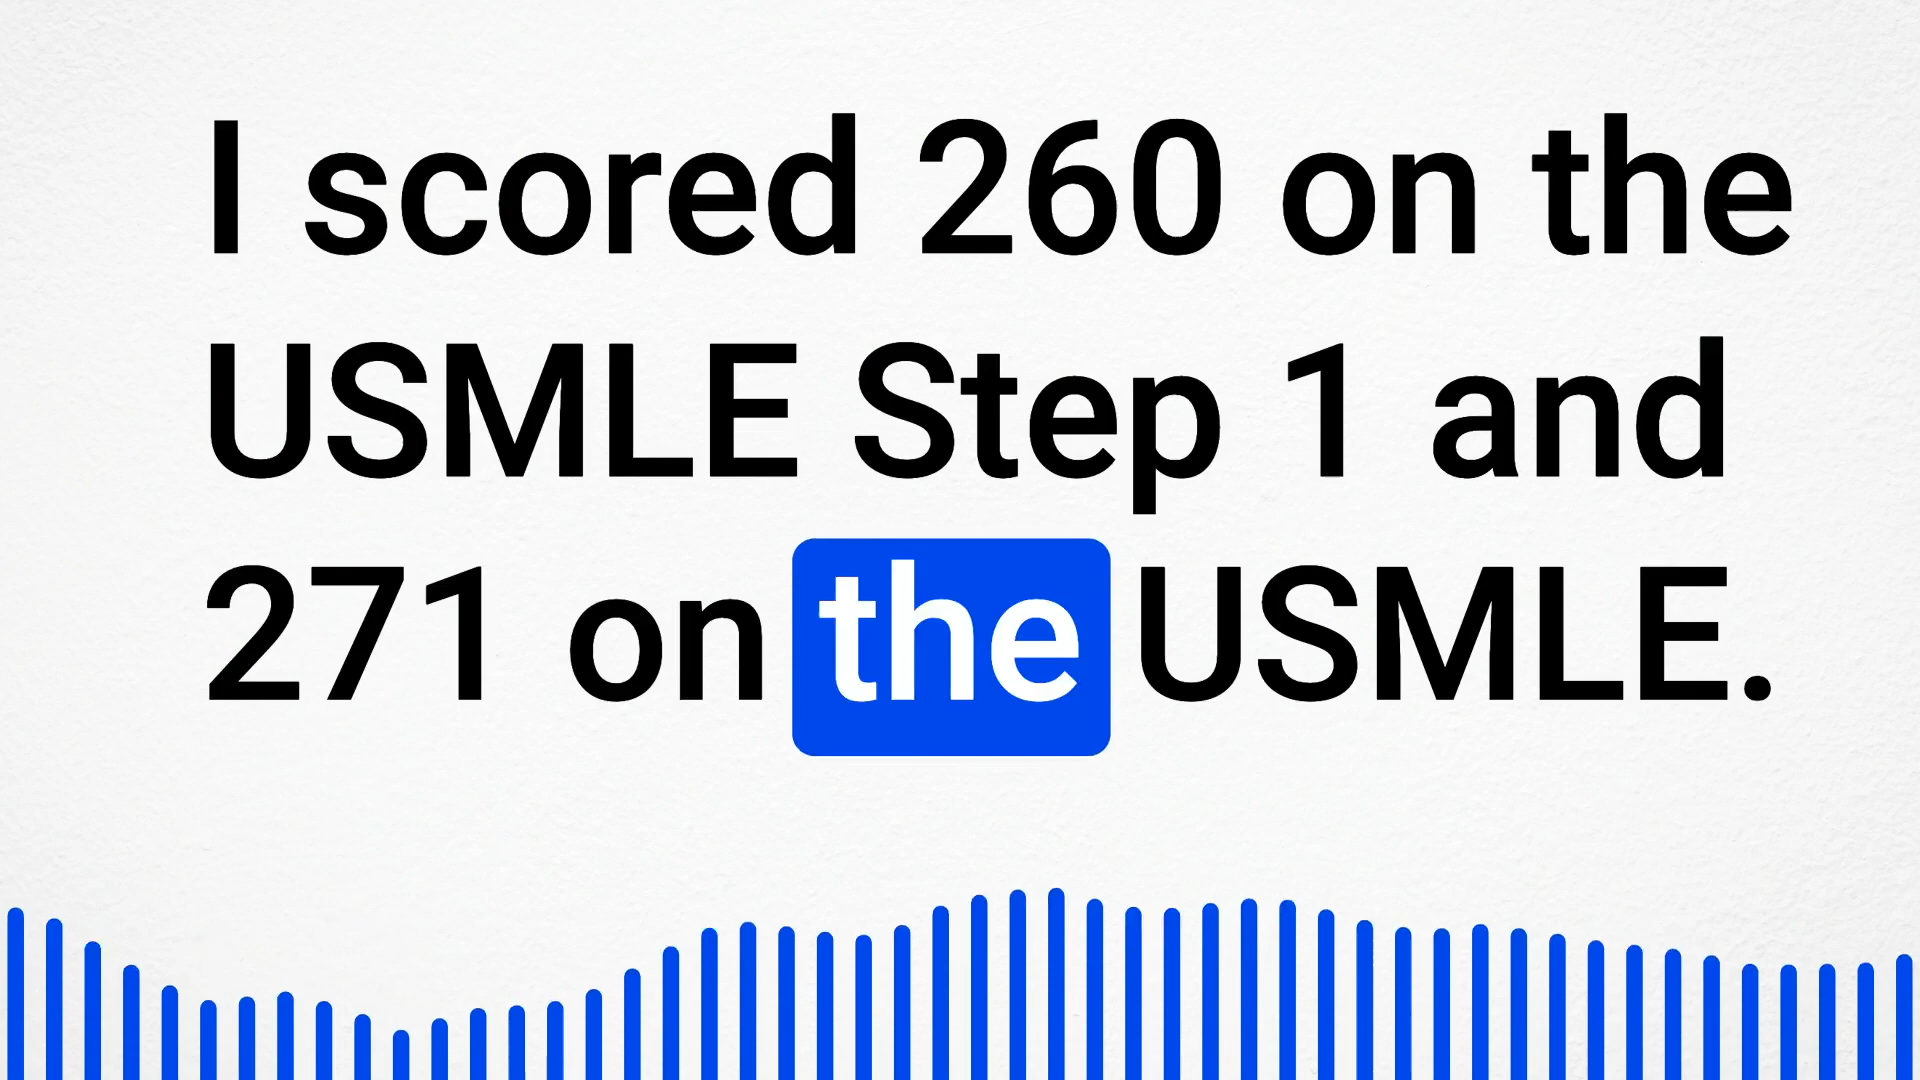 I scored 260 on the
USMLE Step 1 and
271 on the USMLE.